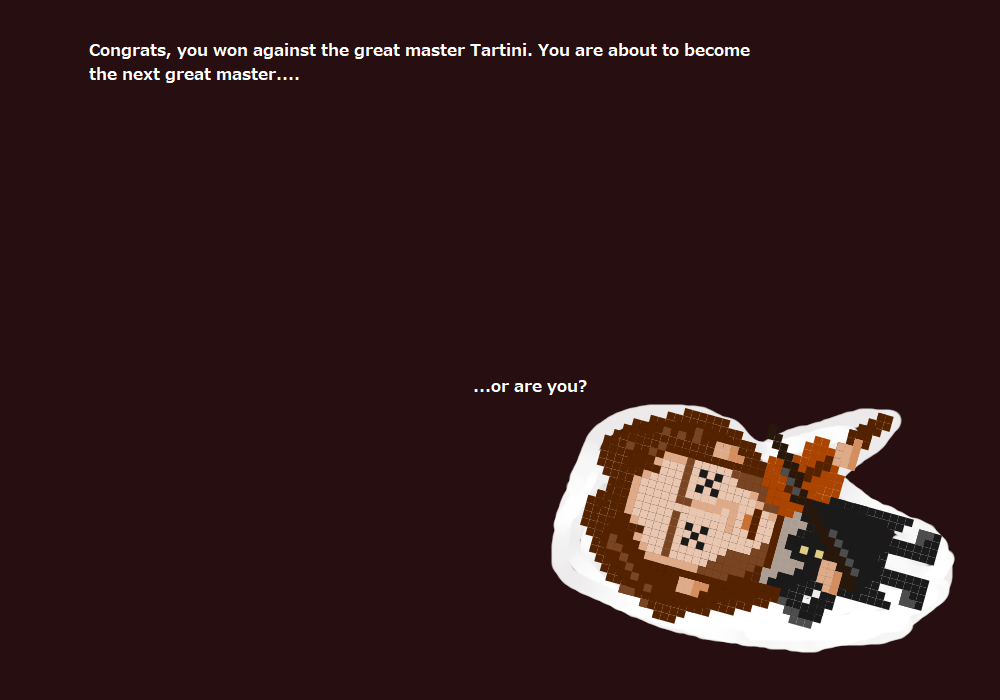 Congrats, you won against the great master Tartini. You are about to become
the next great master....
...or are you?